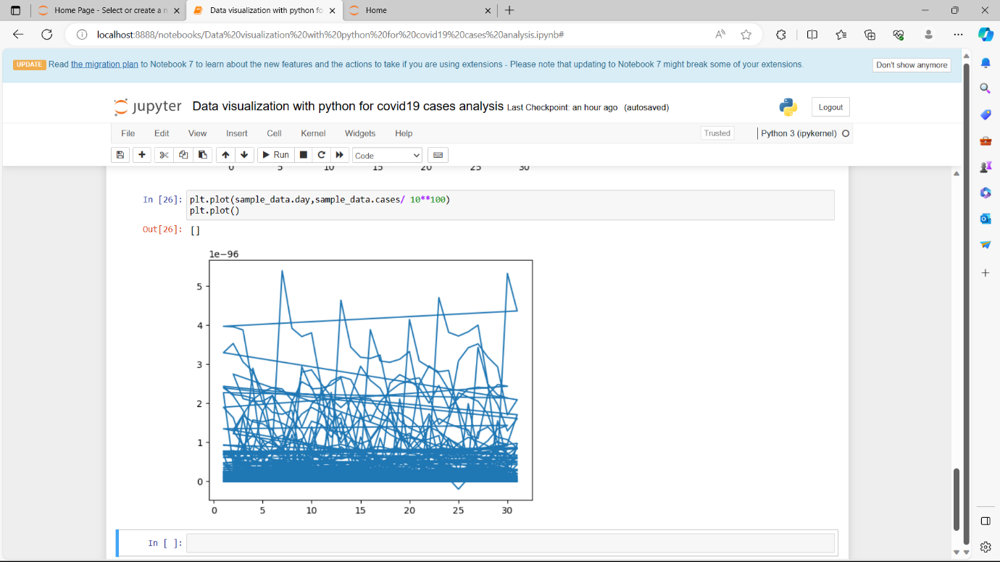 Home Page - Select or create a n
Data visualization with python fo
Home
localhost:8888/notebooks/Data%20visualization%20with%20python%20for%20covid19%20cases%20analysis.ipynb#
UPDATE Read the migration plan to Notebook 7 to learn about the new features and the actions to take if you are using extensions - Please note that updating to Notebook 7 might break some of your extensions.
Don't show anymore
jupyter Data visualization with python for covid19 cases analysis Last Checkpoint: an hour ago (autosaved)
Logout
File Edit View Insert Cell Kernel Widgets Help
Trusted
Python 3 (ipykernel)
Run
Code
0 5 10 15 20 25 30
In [26]: plt.plot(sample_data.day,sample_data.cases/ 10**100)
plt.plot()
Out[26]: []
1e−96
5
4
3
2
1
0
0 5 10 15 20 25 30
In [ ]: